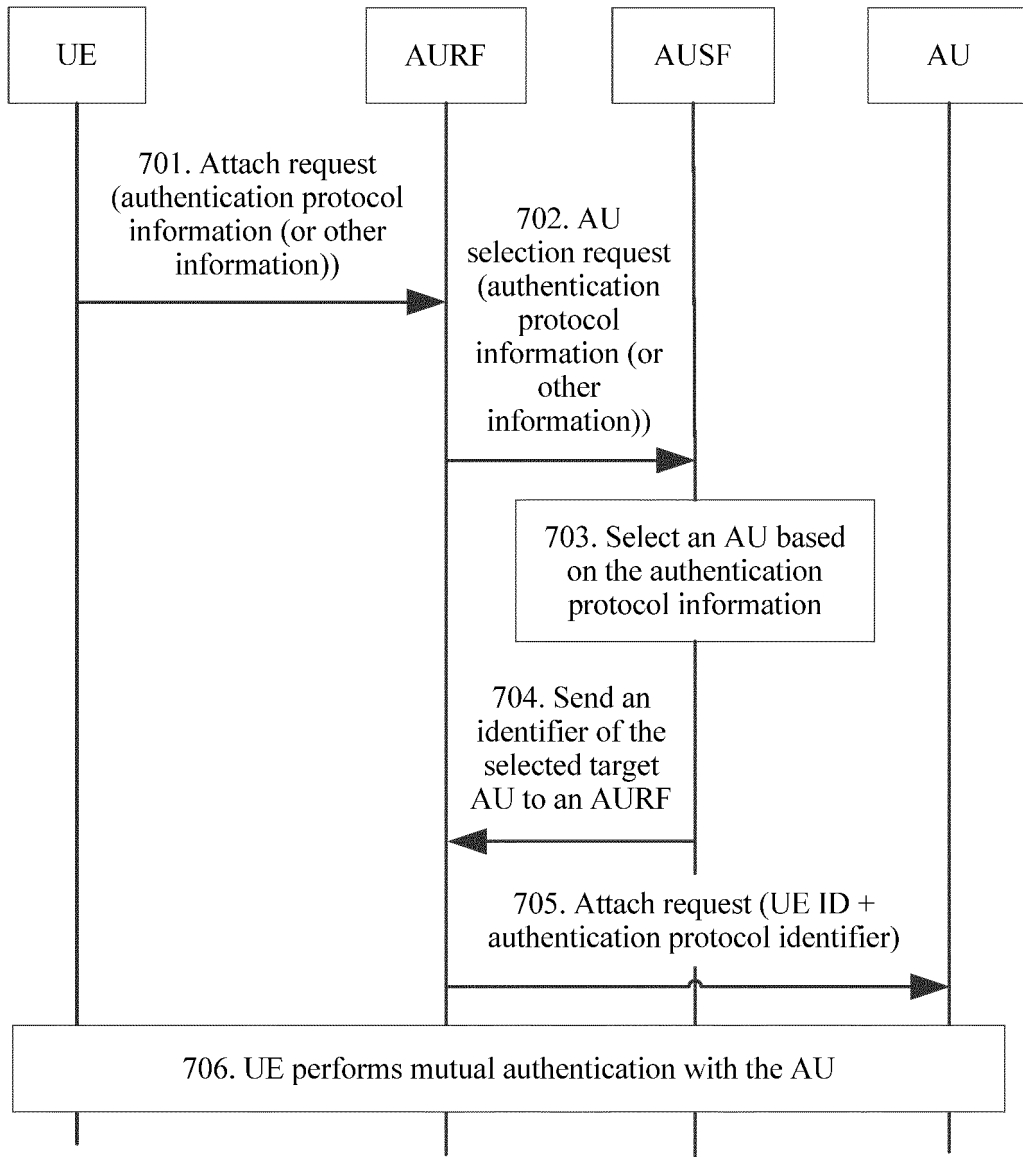 UE
AURF
AUSF
AU
701. Attach request
(authentication protocol
information (or other
information))
702. AU
selection request
(authentication
protocol
information (or
other
information))
703. Select an AU based
on the authentication
protocol information
704. Send an
identifier of the
selected target
AU to an AURF
705. Attach request (UE ID +
authentication protocol identifier)
706. UE performs mutual authentication with the AU